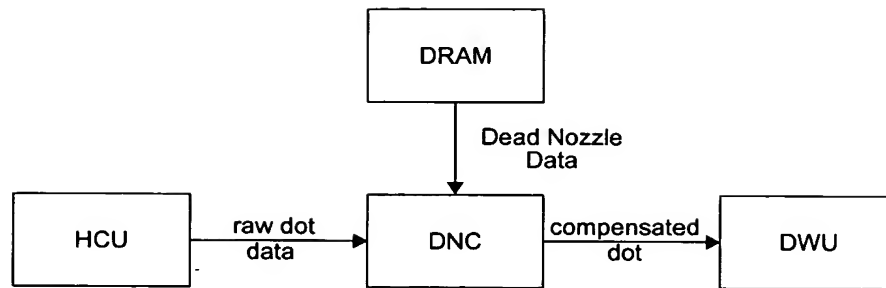 DRAM
Dead Nozzle
Data
HCU
raw dot
data
DNC
compensated
dot
DWU